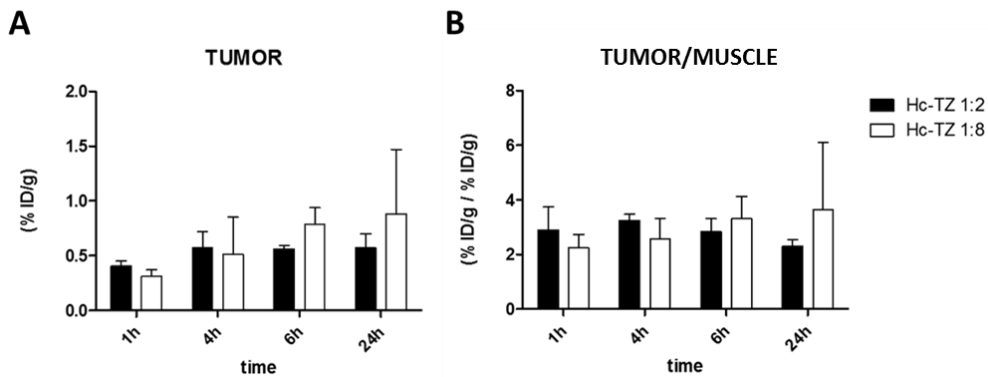 A
TUMOR
(% ID/g)
2.0
1.5
1.0
0.5
0.0
1h
4h
6h
24h
time
B
TUMOR/MUSCLE
(% ID/g / % ID/g)
8
6
4
2
0
1h
4h
6h
24h
time
Hc-TZ 1:2
Hc-TZ 1:8